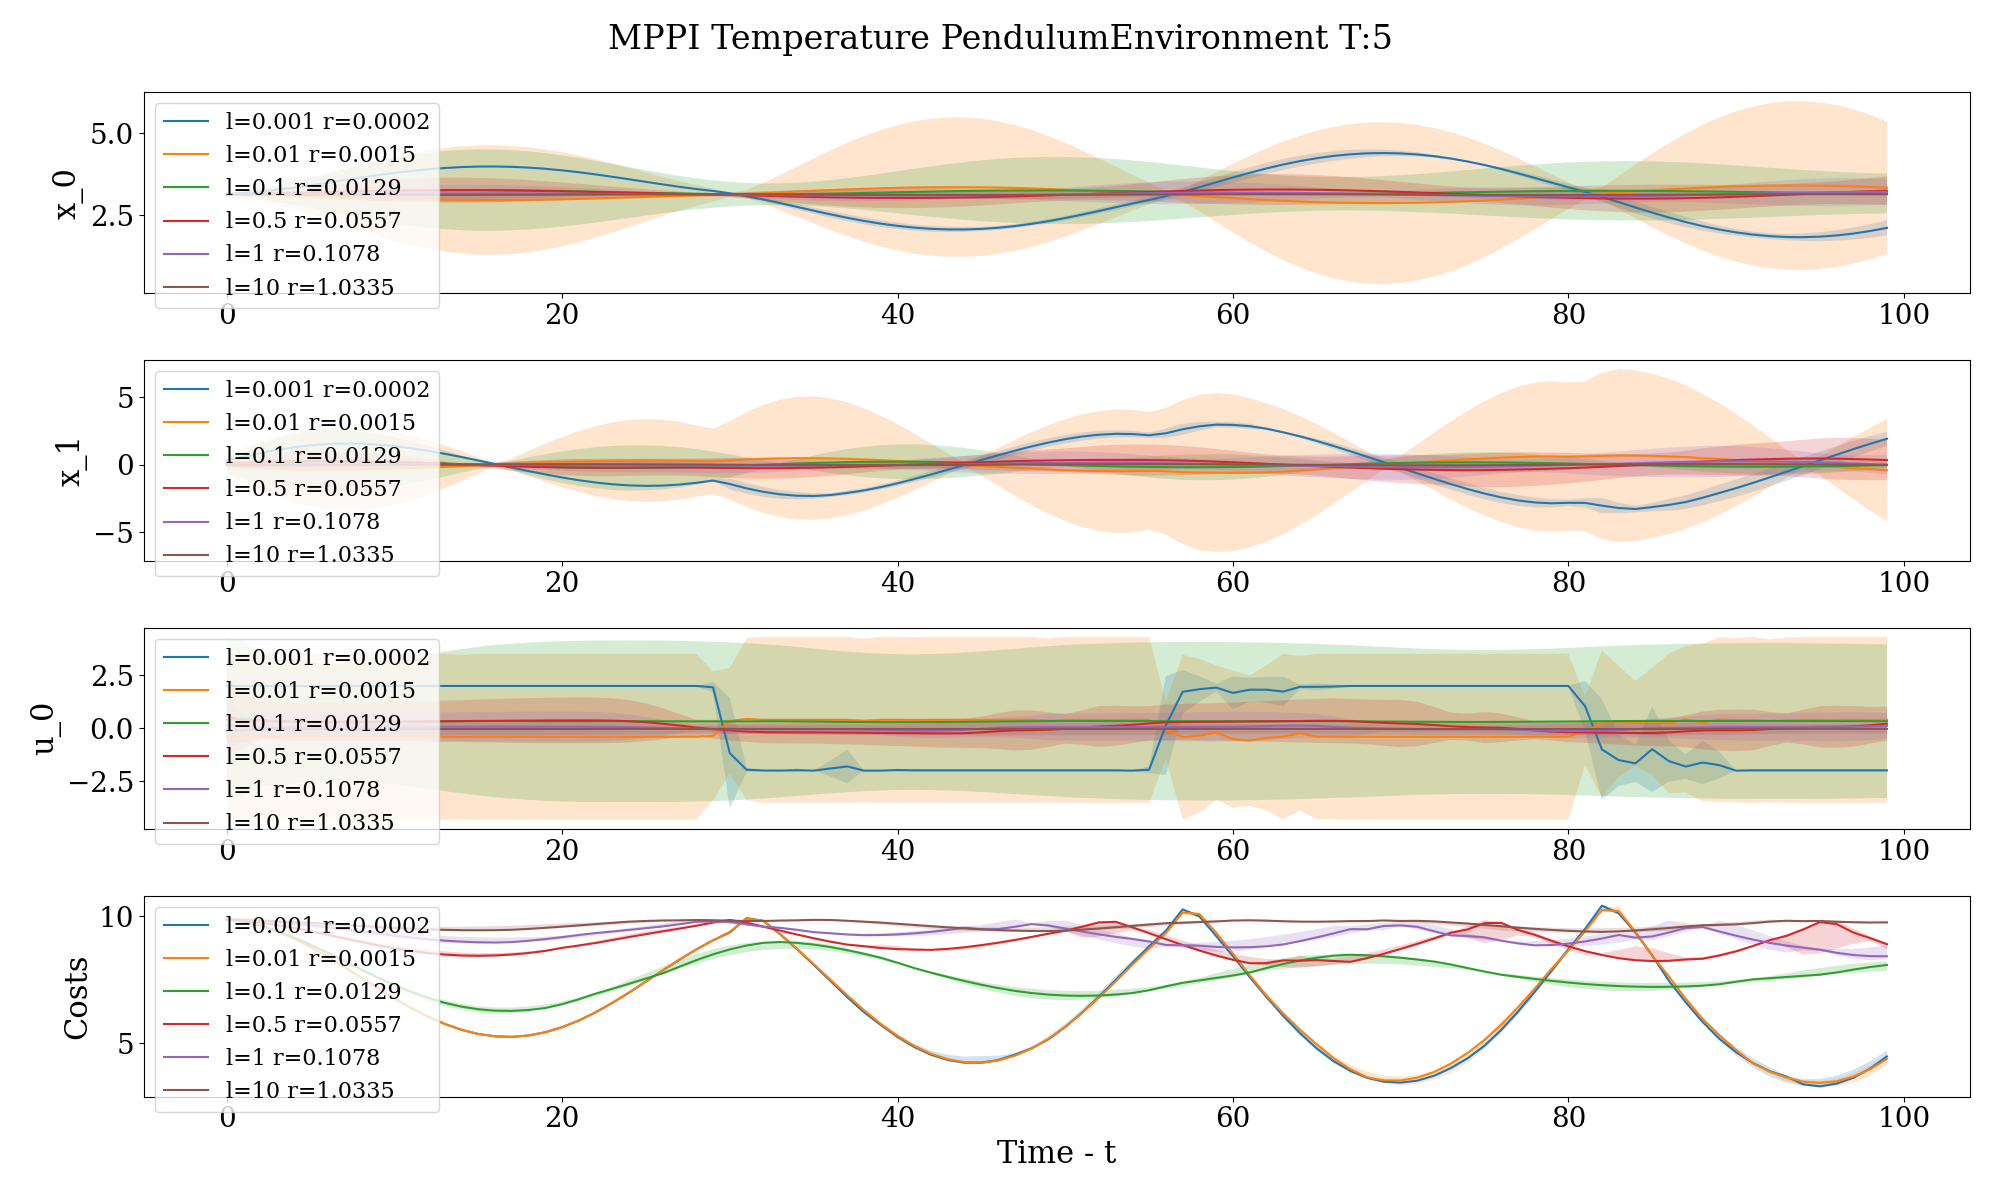 MPPI Temperature PendulumEnvironment T:5
x_0
5.0
2.5
l=0.001 r=0.0002
l=0.01 r=0.0015
l=0.1 r=0.0129
l=0.5 r=0.0557
l=1 r=0.1078
l=10 r=1.0335
0 20 40 60 80 100
x_1
5
0
−5
l=0.001 r=0.0002
l=0.01 r=0.0015
l=0.1 r=0.0129
l=0.5 r=0.0557
l=1 r=0.1078
l=10 r=1.0335
0 20 40 60 80 100
u_0
2.5
0.0
−2.5
l=0.001 r=0.0002
l=0.01 r=0.0015
l=0.1 r=0.0129
l=0.5 r=0.0557
l=1 r=0.1078
l=10 r=1.0335
0 20 40 60 80 100
Costs
10
5
l=0.001 r=0.0002
l=0.01 r=0.0015
l=0.1 r=0.0129
l=0.5 r=0.0557
l=1 r=0.1078
l=10 r=1.0335
0 20 40 60 80 100
Time - t